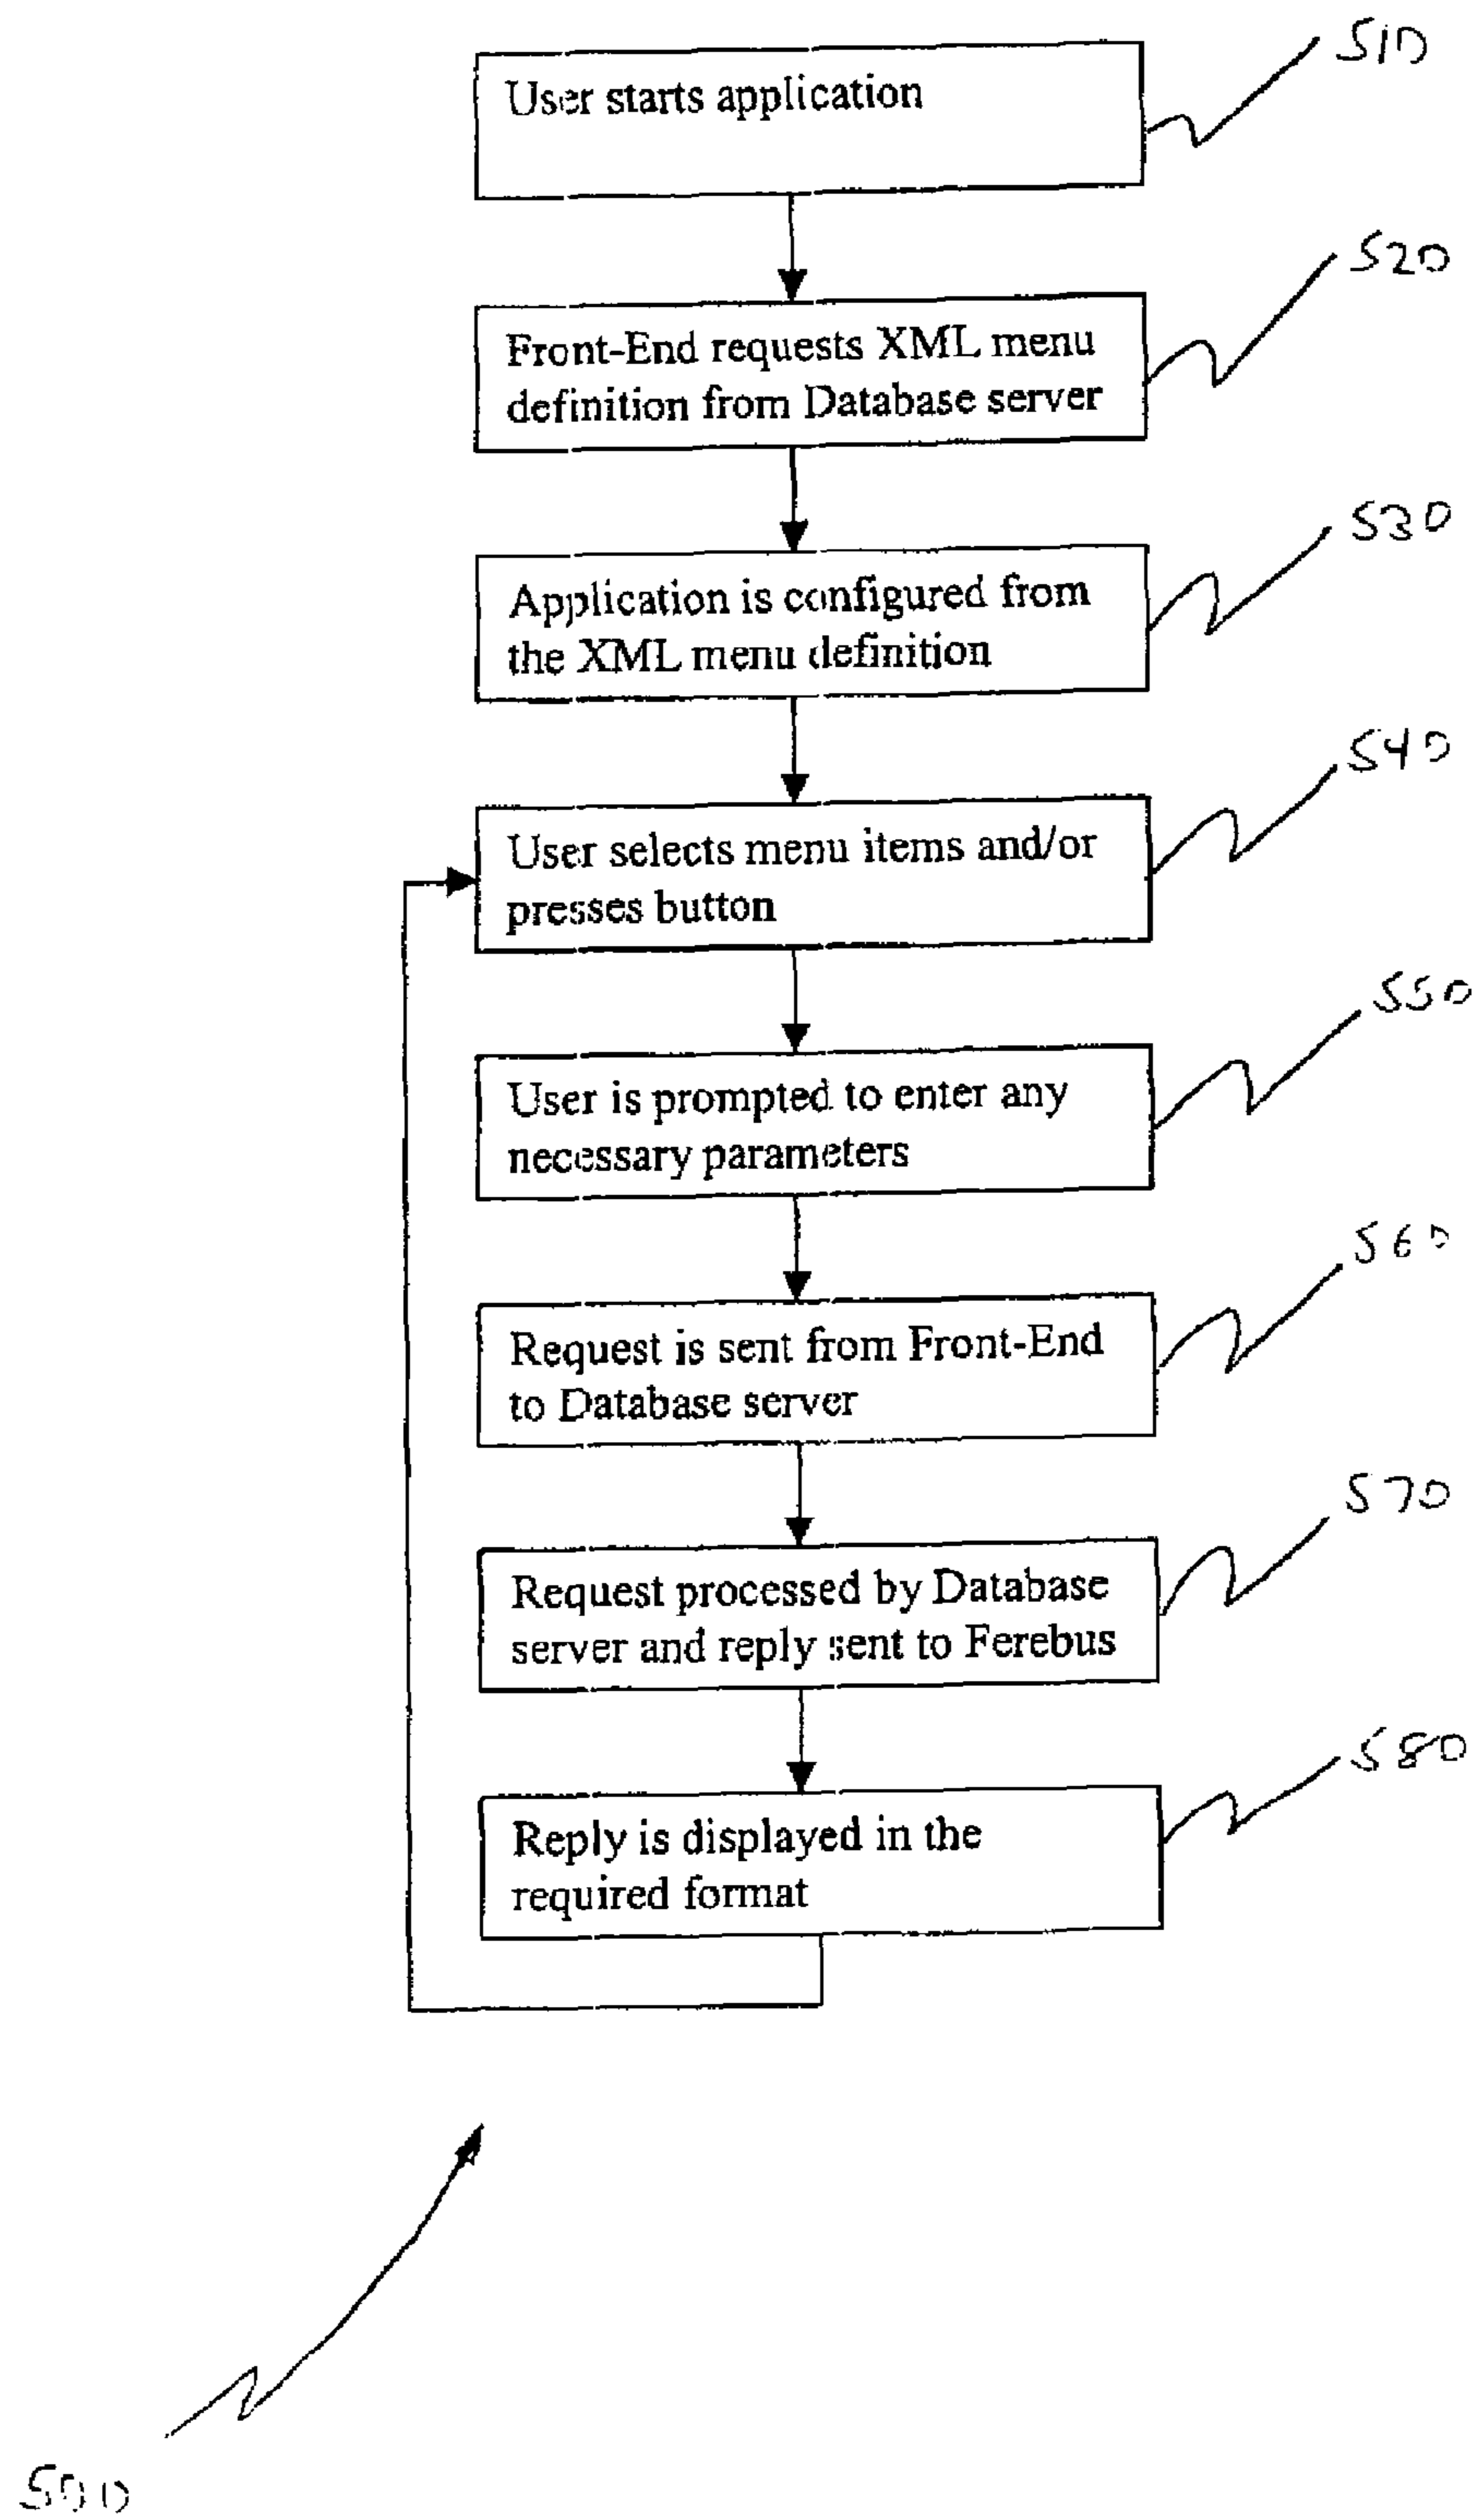 510
User starts application
520
Front-End requests XML menu
definition from Database server
530
Application is configured from
the XML menu definition
540
User selects menu items and/or
presses button
550
User is prompted to enter any
necessary parameters
560
Request is sent from Front-End
to Database server
570
Request processed by Database
server and reply sent to Ferebus
580
Reply is displayed in the
required format
500